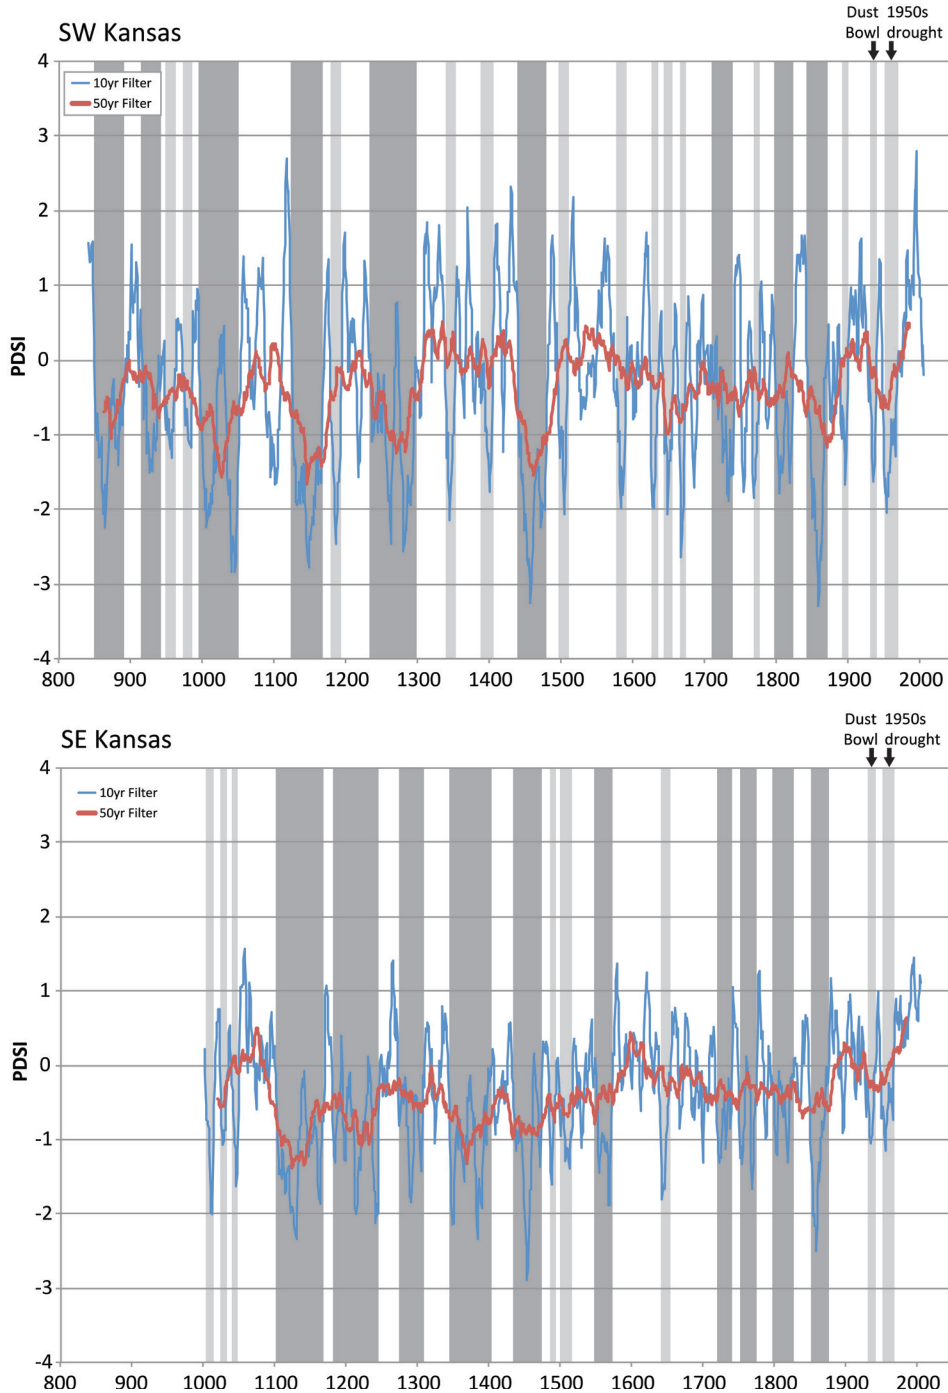 SW Kansas
Dust 1950s
Bowl drought
10yr Filter
50yr Filter
PDSI
4
3
2
1
0
-1
-2
-3
-4
800 900 1000 1100 1200 1300 1400 1500 1600 1700 1800 1900 2000
SE Kansas
Dust 1950s
Bowl drought
10yr Filter
50yr Filter
PDSI
4
3
2
1
0
-1
-2
-3
-4
800 900 1000 1100 1200 1300 1400 1500 1600 1700 1800 1900 2000